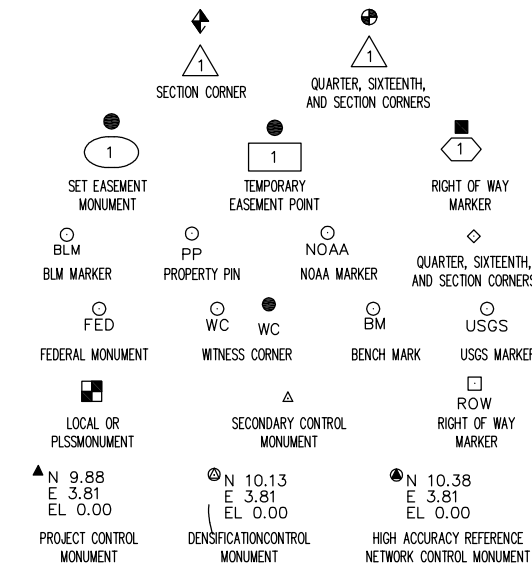 1
1
SECTION CORNER
QUARTER, SIXTEENTH,
AND SECTION CORNERS
1
1
1
SET EASEMENT
MONUMENT
TEMPORARY
EASEMENT POINT
RIGHT OF WAY
MARKER
BLM
PP
NOAA
BLM MARKER
PROPERTY PIN
NOAA MARKER
QUARTER, SIXTEENTH,
AND SECTION CORNERS
FED
WC
WC
BM
USGS
FEDERAL MONUMENT
WITNESS CORNER
BENCH MARK
USGS MARKER
ROW
LOCAL OR
PLSSMONUMENT
SECONDARY CONTROL
MONUMENT
RIGHT OF WAY
MARKER
N 9.88
E 3.81
EL 0.00
N 10.13
E 3.81
EL 0.00
N 10.38
E 3.81
EL 0.00
PROJECT CONTROL
MONUMENT
DENSIFICATIONCONTROL
MONUMENT
HIGH ACCURACY REFERENCE
NETWORK CONTROL MONUMENT